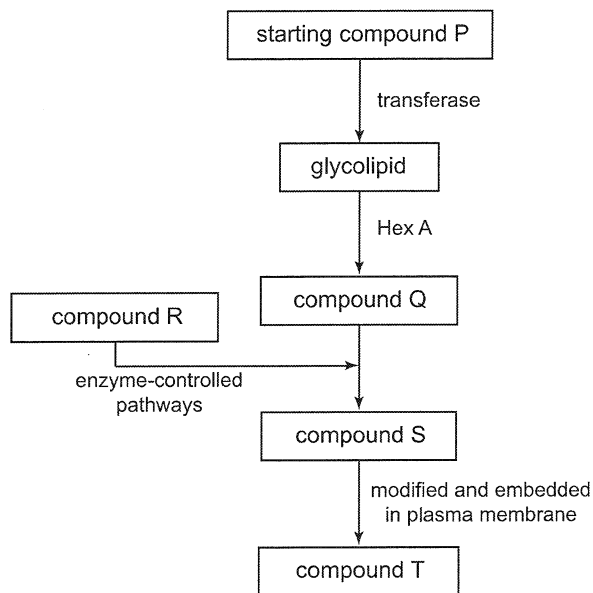 starting compound P
transferase
glycolipid
Hex A
compound Q
compound R
enzyme-controlled
pathways
compound S
modified and embedded
in plasma membrane
compound T